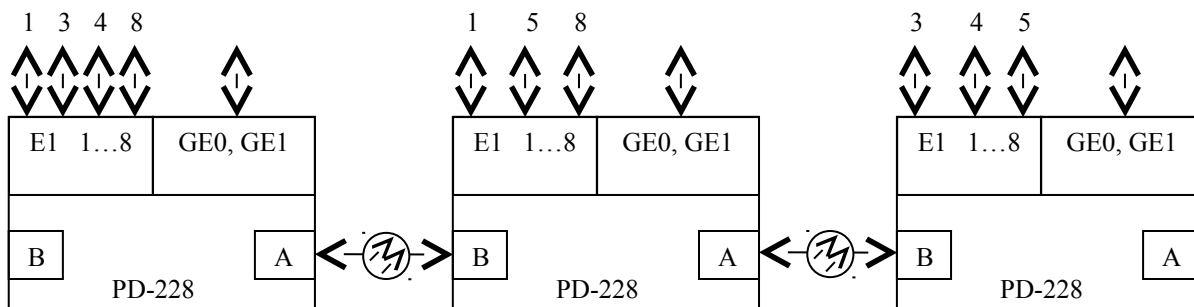 1 3 4 8 1 5 8 3 4 5
E1 1…8 GE0, GE1 E1 1…8 GE0, GE1 E1 1…8 GE0, GE1
B A B A B A
PD-228 PD-228 PD-228